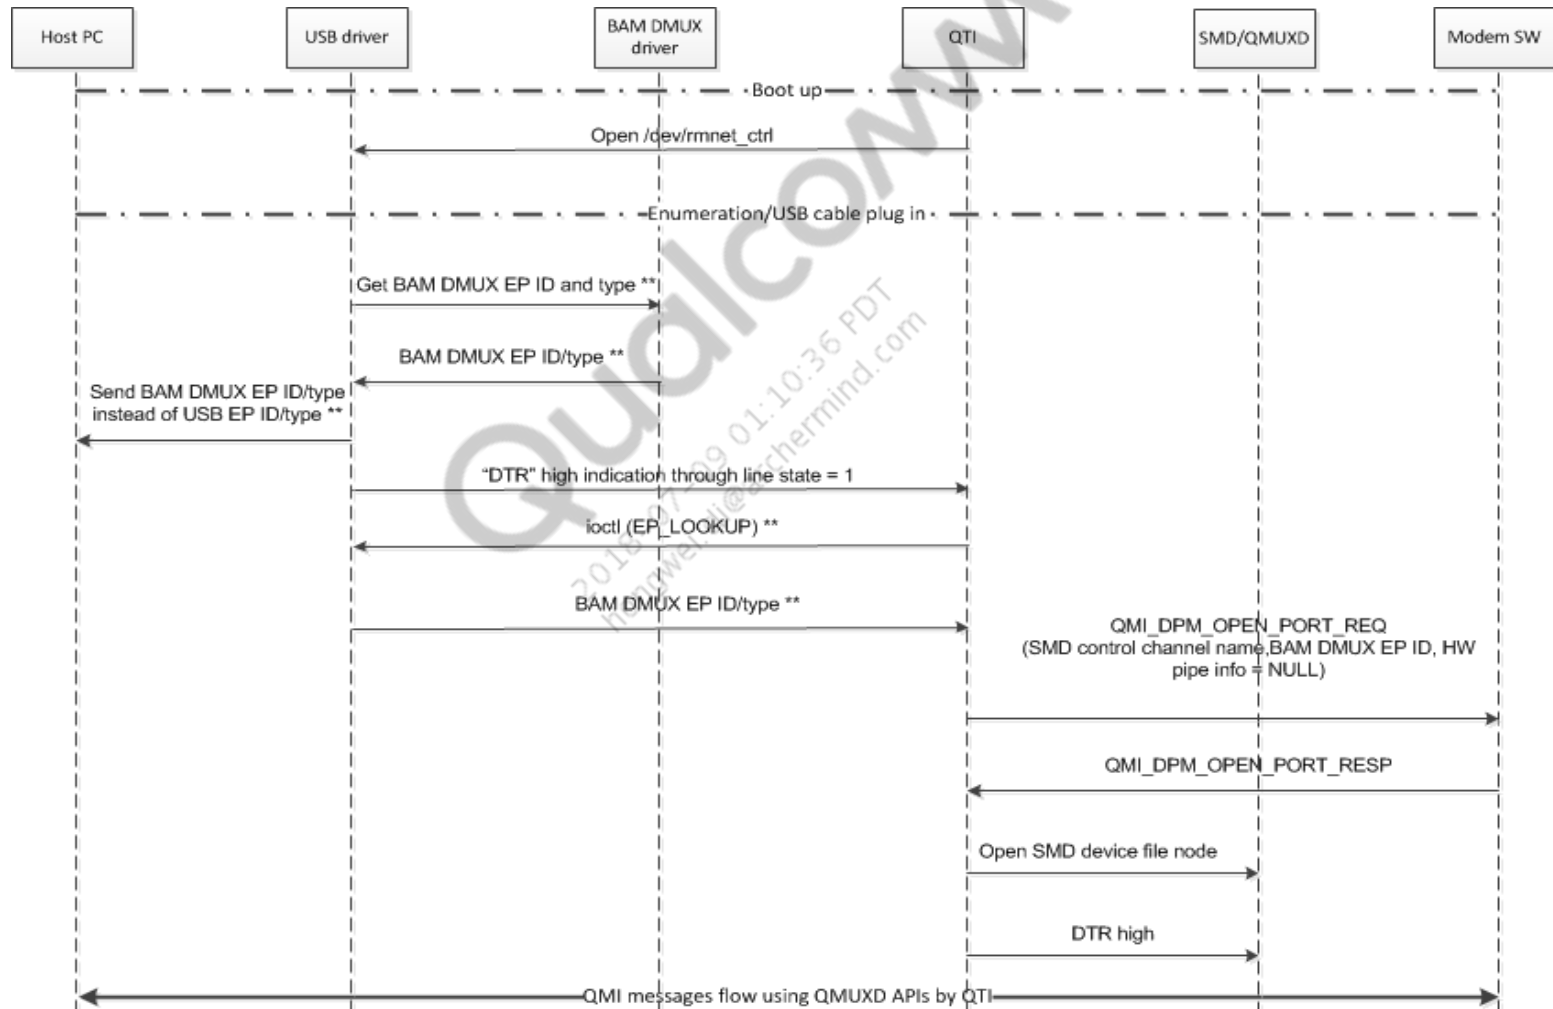 Host PC
USB driver
BAM DMUX
driver
QTI
SMD/QMUXD
Modem SW
Boot up
Open /dev/rmnet_ctrl
Enumeration/USB cable plug in
Get BAM DMUX EP ID and type **
BAM DMUX EP ID/type **
Send BAM DMUX EP ID/type
instead of USB EP ID/type **
“DTR” high indication through line state = 1
ioctl (EP_LOOKUP) **
BAM DMUX EP ID/type **
QMI_DPM_OPEN_PORT_REQ
(SMD control channel name,BAM DMUX EP ID, HW
pipe info = NULL)
QMI_DPM_OPEN_PORT_RESP
Open SMD device file node
DTR high
QMI messages flow using QMUXD APIs by QTI
Qualcomm
01:10:36 PDT